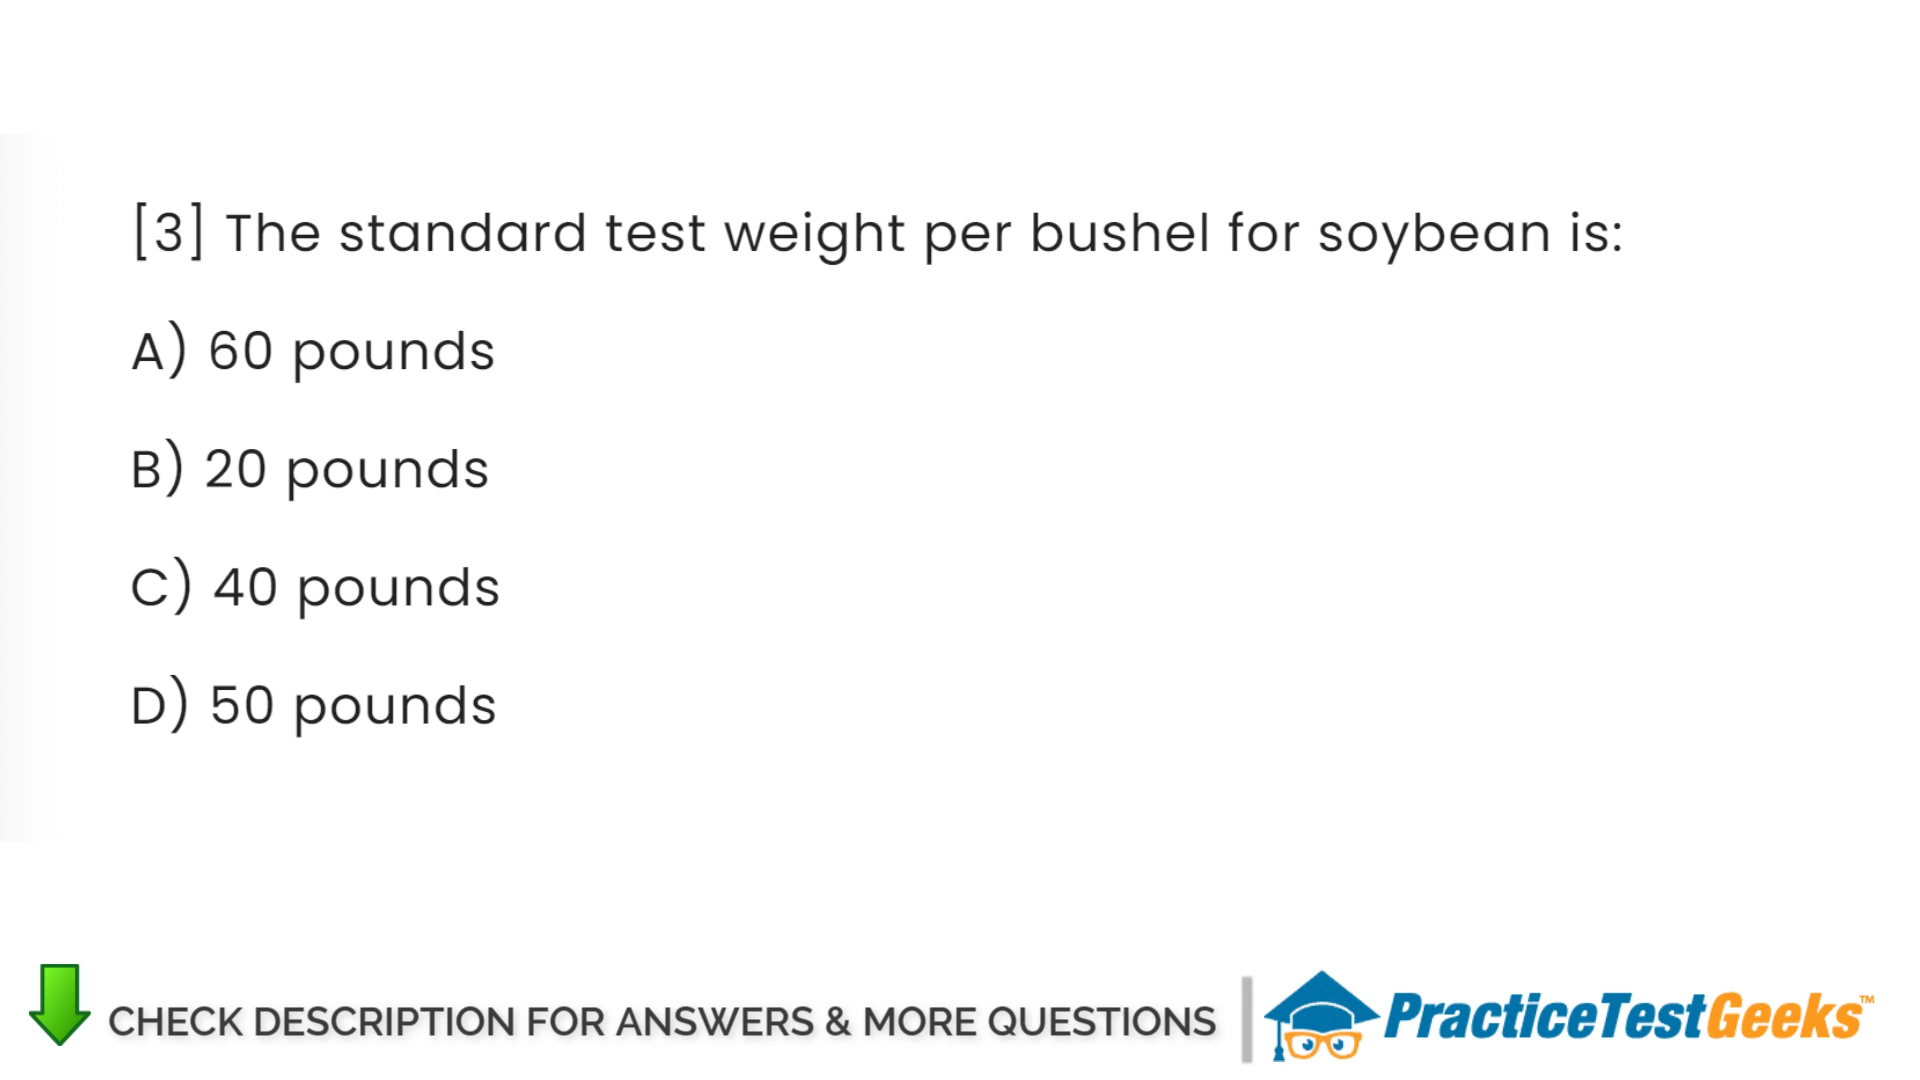 [3] The standard test weight per bushel for soybean is:
A) 60 pounds
B) 20 pounds
C) 40 pounds
D) 50 pounds
CHECK DESCRIPTION FOR ANSWERS & MORE QUESTIONS
PracticeTestGeeks™